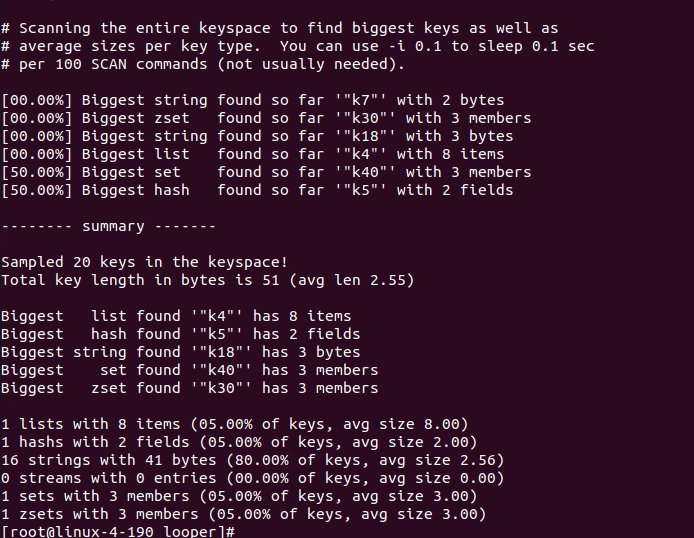 # Scanning the entire keyspace to find biggest keys as well as
# average sizes per key type.  You can use -i 0.1 to sleep 0.1 sec
# per 100 SCAN commands (not usually needed).
[00.00%] Biggest string found so far '"k7"' with 2 bytes
[00.00%] Biggest zset   found so far '"k30"' with 3 members
[00.00%] Biggest string found so far '"k18"' with 3 bytes
[00.00%] Biggest list   found so far '"k4"' with 8 items
[50.00%] Biggest set    found so far '"k40"' with 3 members
[50.00%] Biggest hash   found so far '"k5"' with 2 fields
-------- summary -------
Sampled 20 keys in the keyspace!
Total key length in bytes is 51 (avg len 2.55)
Biggest   list found '"k4"' has 8 items
Biggest   hash found '"k5"' has 2 fields
Biggest string found '"k18"' has 3 bytes
Biggest    set found '"k40"' has 3 members
Biggest   zset found '"k30"' has 3 members
1 lists with 8 items (05.00% of keys, avg size 8.00)
1 hashs with 2 fields (05.00% of keys, avg size 2.00)
16 strings with 41 bytes (80.00% of keys, avg size 2.56)
0 streams with 0 entries (00.00% of keys, avg size 0.00)
1 sets with 3 members (05.00% of keys, avg size 3.00)
1 zsets with 3 members (05.00% of keys, avg size 3.00)
[root@linux-4-190 looper]#